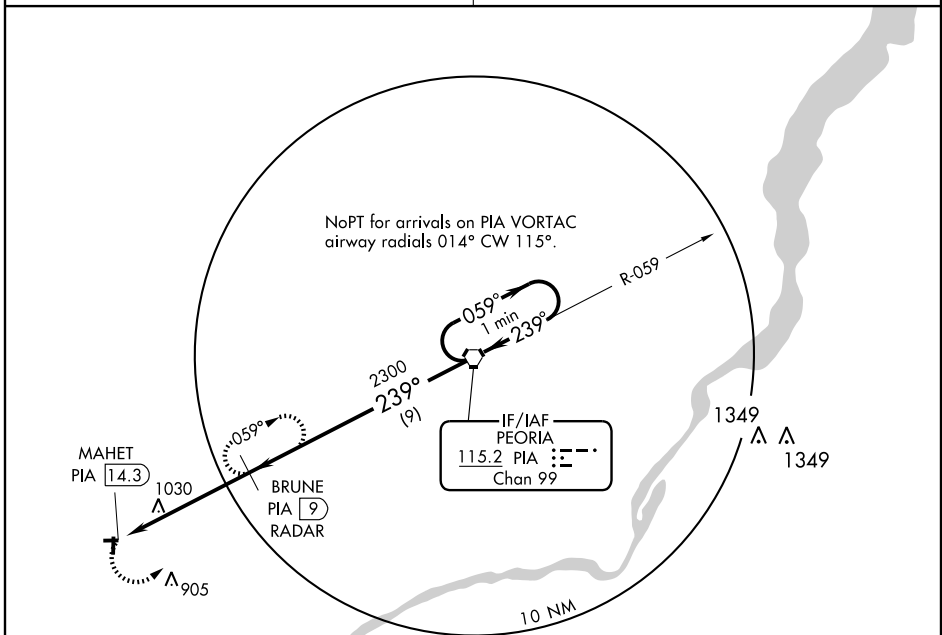 NoPT for arrivals on PIA VORTAC
airway radials 014° CW 115°.
R-059
059°
1 min
239°
2300
239°
(9)
IF/IAF
PEORIA
115.2 PIA
Chan 99
1349
1349
059°
MAHET
PIA 14.3
1030
BRUNE
PIA 9
RADAR
905
10 NM